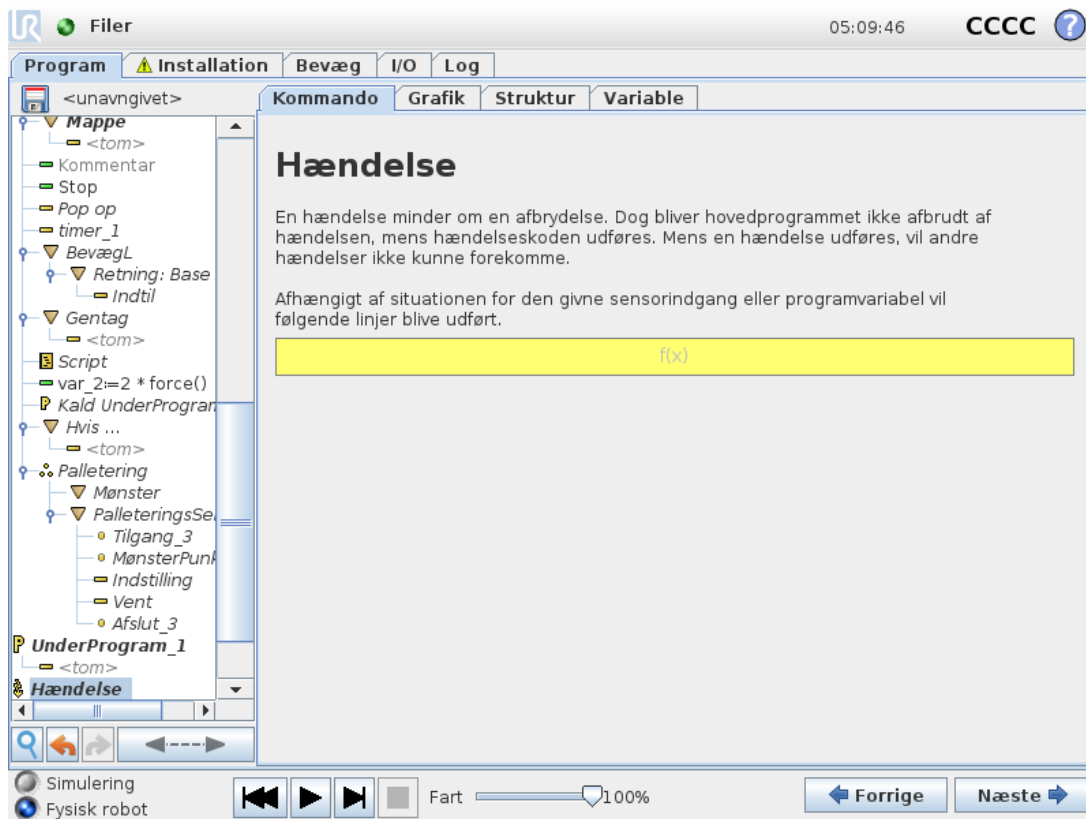 UR Filer 05:09:46 CCCC ?
Program Installation Bevæg I/O Log
<unavngivet>
Kommando Grafik Struktur Variable
Mappe
<tom>
Kommentar
Stop
Pop op
timer_1
BevægL
Retning: Base
Indtil
Gentag
<tom>
Script
var_2:=2 * force()
Kald UnderProgram
Hvis ...
<tom>
Palletering
Mønster
PalleteringsSe
Tilgang_3
MønsterPunk
Indstilling
Vent
Afslut_3
P UnderProgram_1
<tom>
Hændelse
Hændelse
En hændelse minder om en afbrydelse. Dog bliver hovedprogrammet ikke afbrudt af
hændelsen, mens hændelseskoden udføres. Mens en hændelse udføres, vil andre
hændelser ikke kunne forekomme.
Afhængigt af situationen for den givne sensorindgang eller programvariabel vil
følgende linjer blive udført.
f(x)
Simulering
Fysisk robot
Fart 100%
Forrige Næste